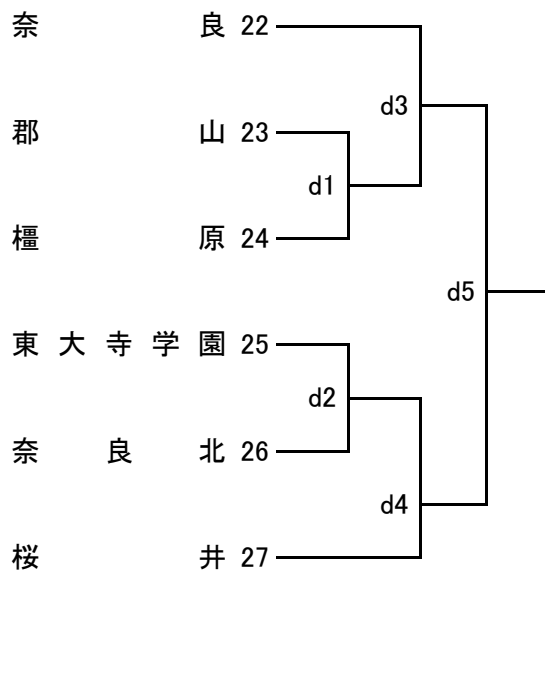 奈良 22
d3
郡山 23
d1
橿原 24
d5
東大寺学園 25
d2
奈良北 26
d4
桜井 27